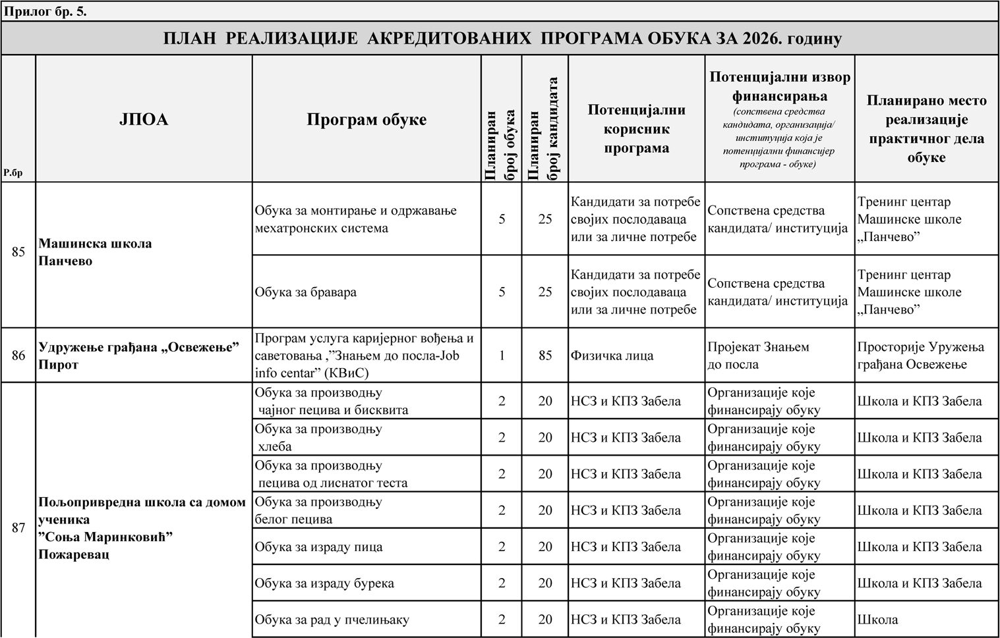 Прилог бр. 5.
ПЛАН РЕАЛИЗАЦИЈЕ АКРЕДИТОВАНИХ ПРОГРАМА ОБУКА ЗА 2026. годину
Р.бр
ЈПОА
Програм обуке
Планиран
број обука
Планиран
број кандидата
Потенцијални
корисник
програма
Потенцијални извор
финансирања
(сопствена средства
кандидата, организација/
институција која је
потенцијални финансијер
програма - обуке)
Планирано место
реализације
практичног дела
обуке
85
Машинска школа
Панчево
Обука за монтирање и одржавање
мехатронских система
5
25
Кандидати за потребе
својих послодаваца
или за личне потребе
Сопствена средства
кандидата/ институција
Тренинг центар
Машинске школе
„Панчево”
Обука за бравара
5
25
Кандидати за потребе
својих послодаваца
или за личне потребе
Сопствена средства
кандидата/ институција
Тренинг центар
Машинске школе
„Панчево”
86
Удружење грађана „Освежење”
Пирот
Програм услуга каријерног вођења и
саветовања ,”Знањем до посла-Job
info centar” (КВиС)
1
85
Физичка лица
Пројекат Знањем
до посла
Просторије Уружења
грађана Освежење
87
Пољопривредна школа са домом
ученика
”Соња Маринковић”
Пожаревац
Обука за производњу
чајног пецива и бисквита
2
20
НСЗ и КПЗ Забела
Организације које
финансирају обуку
Школа и КПЗ Забела
Обука за производњу
хлеба
2
20
НСЗ и КПЗ Забела
Организације које
финансирају обуку
Школа и КПЗ Забела
Обука за производњу
пецива од лиснатог теста
2
20
НСЗ и КПЗ Забела
Организације које
финансирају обуку
Школа и КПЗ Забела
Обука за производњу
белог пецива
2
20
НСЗ и КПЗ Забела
Организације које
финансирају обуку
Школа и КПЗ Забела
Обука за израду пица
2
20
НСЗ и КПЗ Забела
Организације које
финансирају обуку
Школа и КПЗ Забела
Обука за израду бурека
2
20
НСЗ и КПЗ Забела
Организације које
финансирају обуку
Школа и КПЗ Забела
Обука за рад у пчелињаку
2
20
НСЗ и КПЗ Забела
Организације које
финансирају обуку
Школа